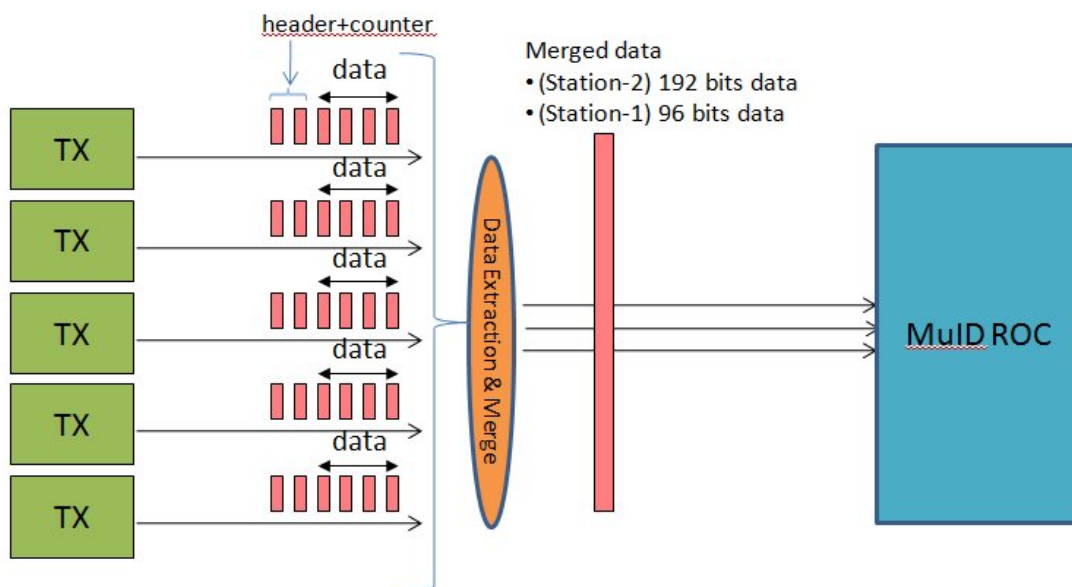 header+counter
data
Merged data
• (Station-2) 192 bits data
• (Station-1) 96 bits data
TX
data
TX
data
TX
data
TX
data
TX
Data Extraction & Merge
MuID ROC